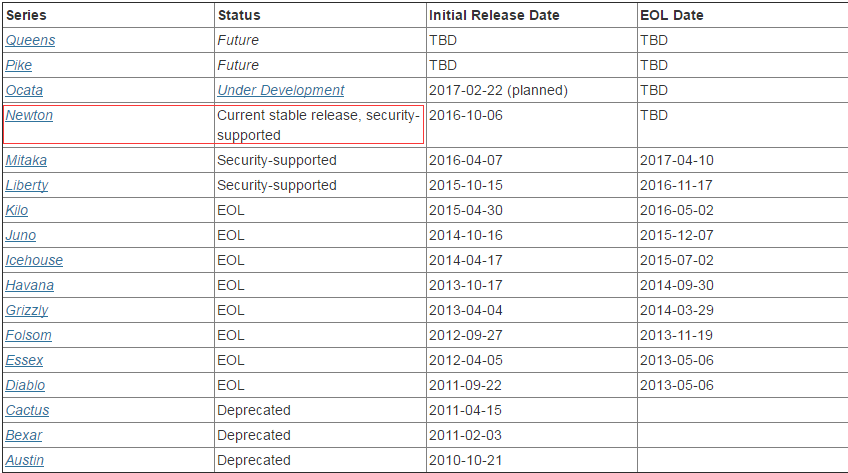 Series Status Initial Release Date EOL Date
Queens Future TBD TBD
Pike Future TBD TBD
Ocata Under Development 2017-02-22 (planned) TBD
Newton Current stable release, security- 2016-10-06 TBD
supported
Mitaka Security-supported 2016-04-07 2017-04-10
Liberty Security-supported 2015-10-15 2016-11-17
Kilo EOL 2015-04-30 2016-05-02
Juno EOL 2014-10-16 2015-12-07
Icehouse EOL 2014-04-17 2015-07-02
Havana EOL 2013-10-17 2014-09-30
Grizzly EOL 2013-04-04 2014-03-29
Folsom EOL 2012-09-27 2013-11-19
Essex EOL 2012-04-05 2013-05-06
Diablo EOL 2011-09-22 2013-05-06
Cactus Deprecated 2011-04-15
Bexar Deprecated 2011-02-03
Austin Deprecated 2010-10-21